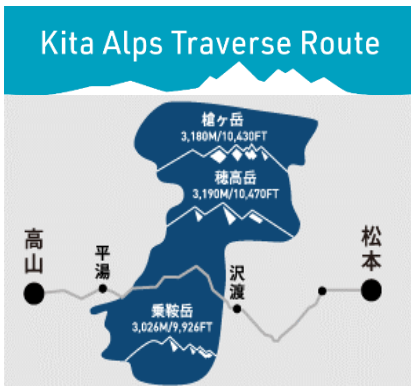 Kita Alps Traverse Route
槍ヶ岳
3,180M/10,430FT
穂高岳
3,190M/10,470FT
高山
平湯
沢渡
松本
乗鞍岳
3,026M/9,926FT